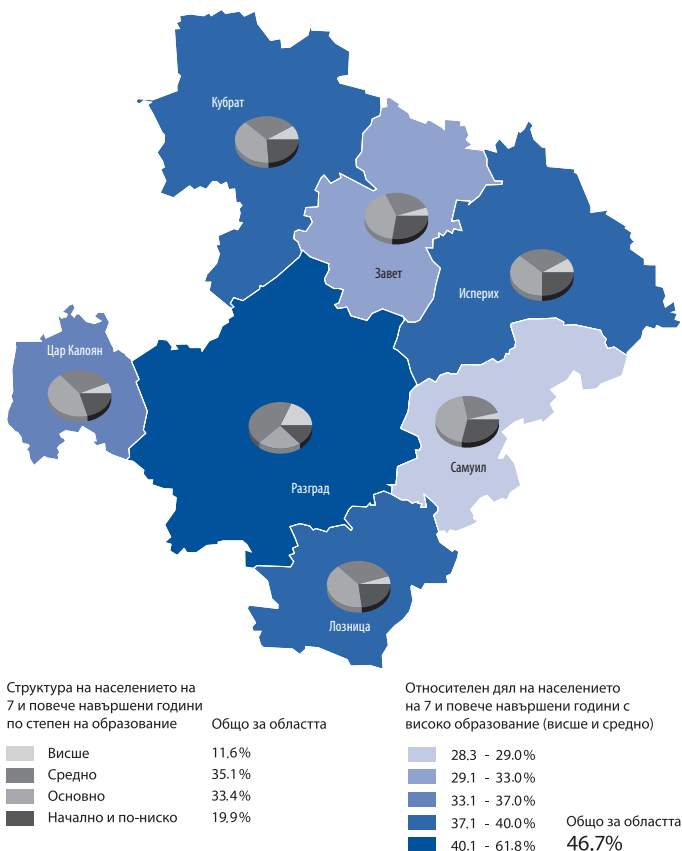 Кубрат
Завет
Исперих
Цар Калоян
Самуил
Разград
Лозница
Структура на населението на
7 и повече навършени години
по степен на образование
Общо за областта
Висше 11.6%
Средно 35.1%
Основно 33.4%
Начално и по-ниско 19.9%
Относителен дял на населението
на 7 и повече навършени години с
високо образование (висше и средно)
28.3 - 29.0%
29.1 - 33.0%
33.1 - 37.0%
37.1 - 40.0%
40.1 - 61.8%
Общо за областта
46.7%